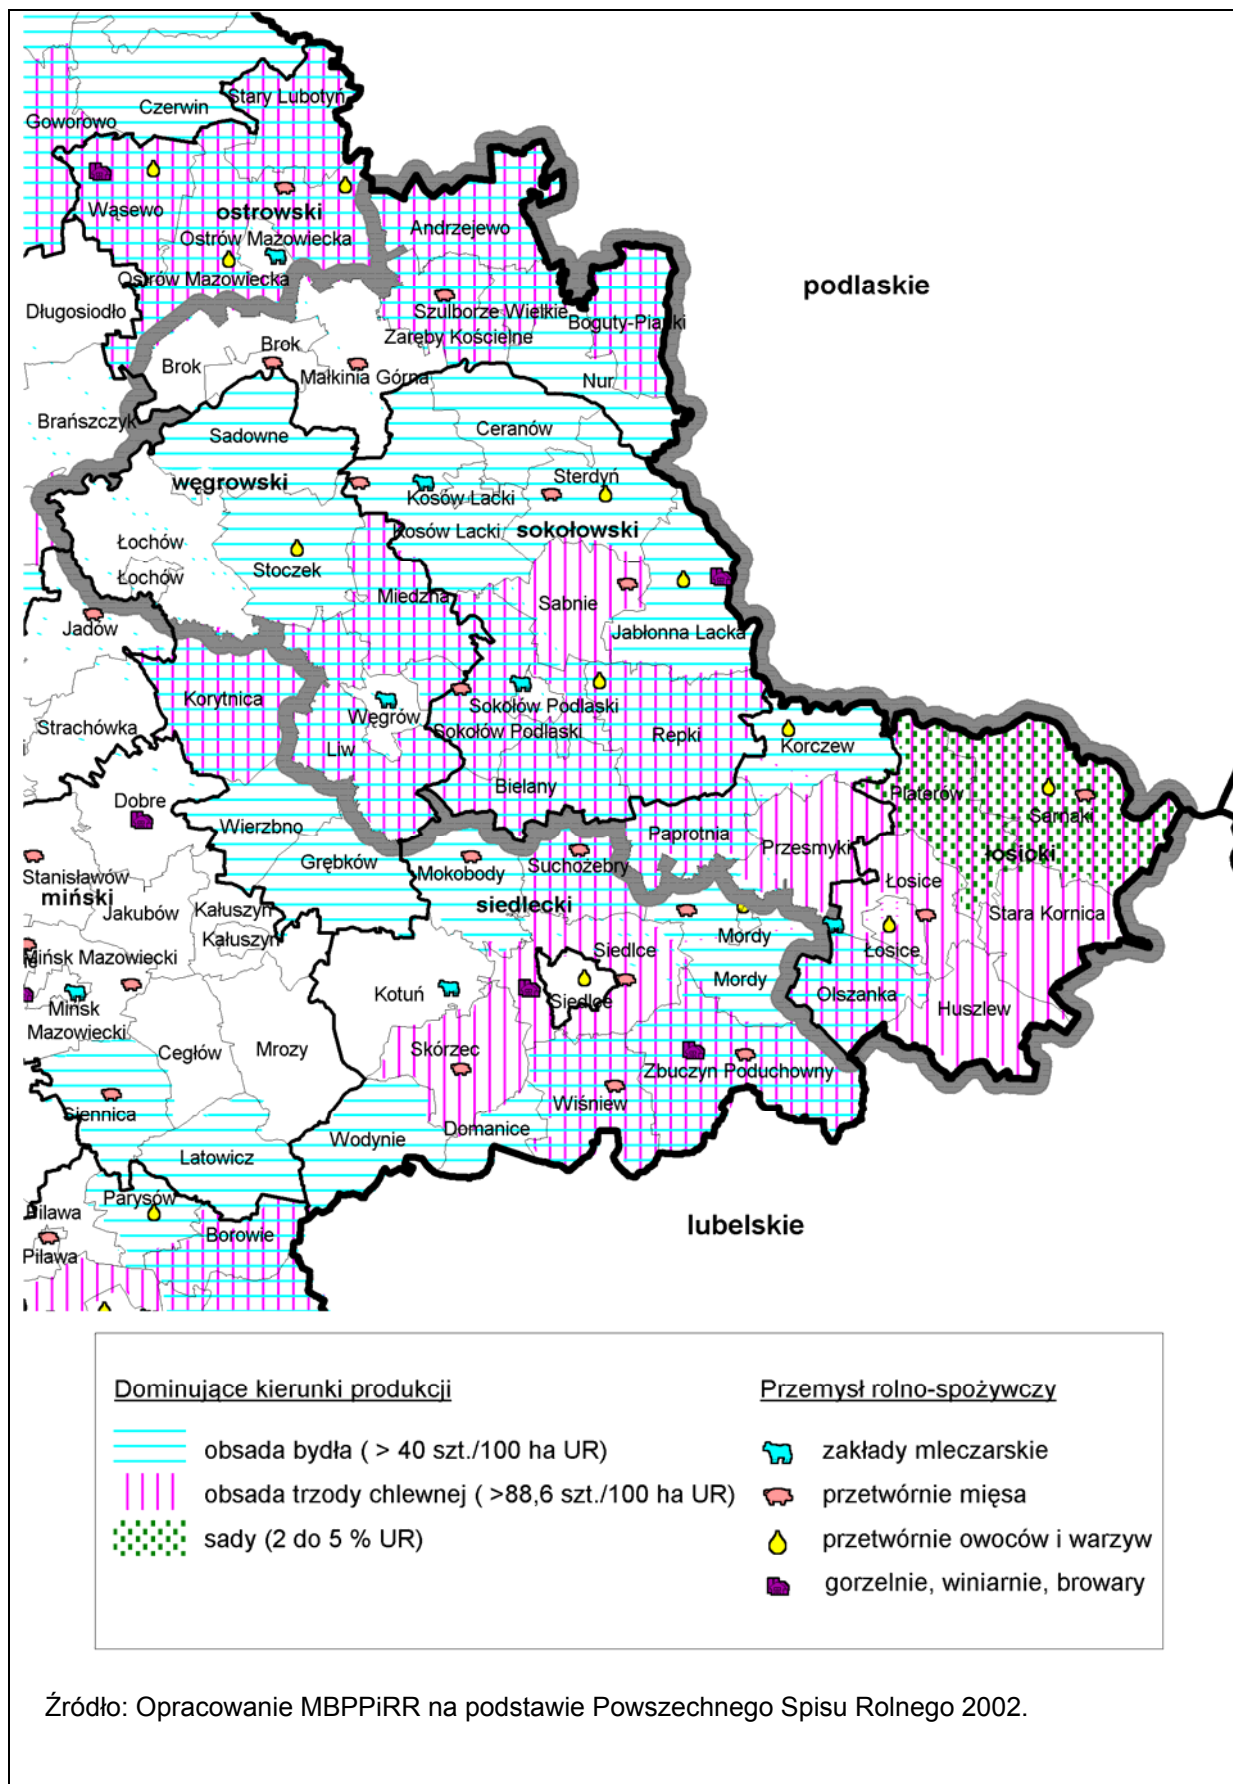 Stary Lubotyń
Czerwin
Goworowo
Wąsewo
ostrowski
Andrzejewo
Ostrów Mazowiecka
Ostrów Mazowiecka
podlaskie
Długosiodło
Szulborze Wielkie
Boguty-Pianki
Zaręby Kościelne
Brok
Brok
Małkinia Górna
Nur
Brańszczyk
Sadowne
Ceranów
węgrowski
Sterdyń
Kosów Lacki
Kosów Lacki
sokołowski
Łochów
Łochów
Stoczek
Miedzna
Sabnie
Jadów
Jabłonna Lacka
Korytnica
Strachówka
Węgrów
Sokołów Podlaski
Sokołów Podlaski
Repki
Korczew
Liw
Bielany
Platerów
Dobre
Sarnaki
Wierzbno
Paprotnia
Przesmyki
Grębków
Mokobody
Suchożebry
łosicki
Stanisławów
miński
Jakubów
Kałuszyn
Kałuszyn
siedlecki
Łosice
Stara Kornica
Mińsk Mazowiecki
Siedlce
Mordy
Łosice
Mordy
Kotuń
Siedlce
Olszanka
Huszlew
Mińsk
Mazowiecki
Cegłów
Mrozy
Skórzec
Zbuczyn Poduchowny
Siennica
Wiśniew
Domanice
Wodynie
Latowicz
Parysów
Pilawa
Borowie
Pilawa
lubelskie
Dominujące kierunki produkcji
Przemysł rolno-spożywczy
obsada bydła ( > 40 szt./100 ha UR)
zakłady mleczarskie
obsada trzody chlewnej ( >88,6 szt./100 ha UR)
przetwórnie mięsa
sady (2 do 5 % UR)
przetwórnie owoców i warzyw
gorzelnie, winiarnie, browary
Źródło: Opracowanie MBPPiRR na podstawie Powszechnego Spisu Rolnego 2002.